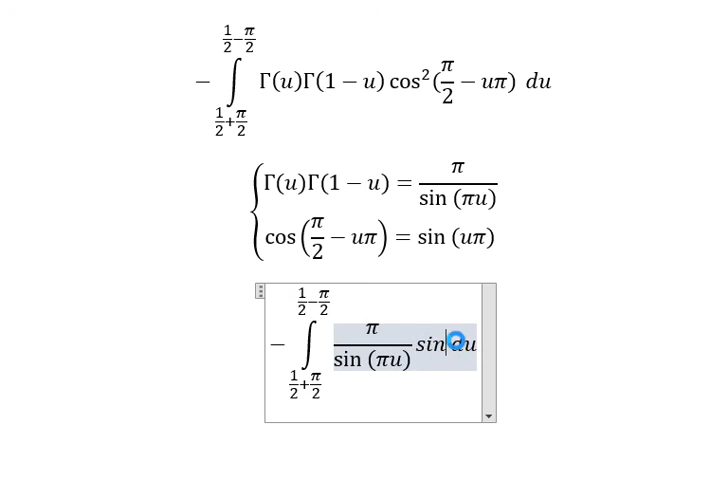 -∫_{1/2+π/2}^{1/2-π/2} Γ(u)Γ(1 − u) cos²(π/2 − uπ) du
{Γ(u)Γ(1 − u) = π/sin (πu)
cos(π/2 − uπ) = sin (uπ)
-∫_{1/2+π/2}^{1/2-π/2} π/sin (πu) sin du